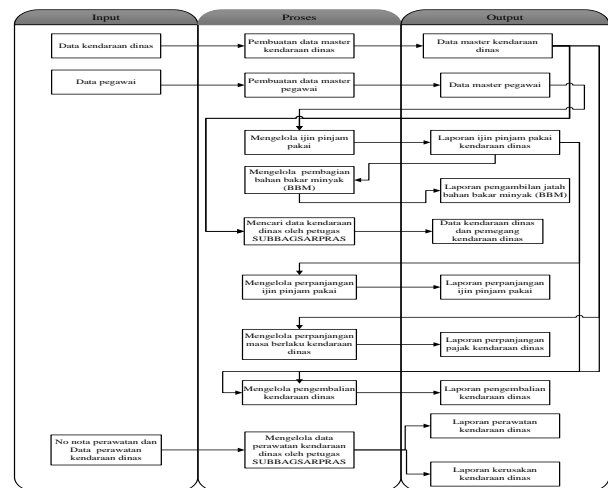 Input
Proses
Output
Data kendaraan dinas
Pembuatan data master
kendaraan dinas
Data master kendaraan
dinas
Data pegawai
Pembuatan data master
pegawai
Data master pegawai
Mengelola ijin pinjam
pakai
Laporan ijin pinjam pakai
kendaraan dinas
Mengelola pembagian
bahan bakar minyak
(BBM)
Laporan pengambilan jatah
bahan bakar minyak (BBM)
Mencari data kendaraan
dinas oleh petugas
SUBBAGSARPRAS
Data kendaraan dinas
dan pemegang
kendaraan dinas
Mengelola perpanjangan
ijin pinjam pakai
Laporan perpanjangan
ijin pinjam pakai
Mengelola perpanjangan
masa berlaku kendaraan
dinas
Laporan perpanjangan
pajak kendaraan dinas
Mengelola pengembalian
kendaraan dinas
Laporan pengembalian
kendaraan dinas
No nota perawatan dan
Data perawatan
kendaraan dinas
Mengelola data
perawatan kendaraan
dinas oleh petugas
SUBBAGSARPRAS
Laporan perawatan
kendaraan dinas
Laporan kerusakan
kendaraan dinas